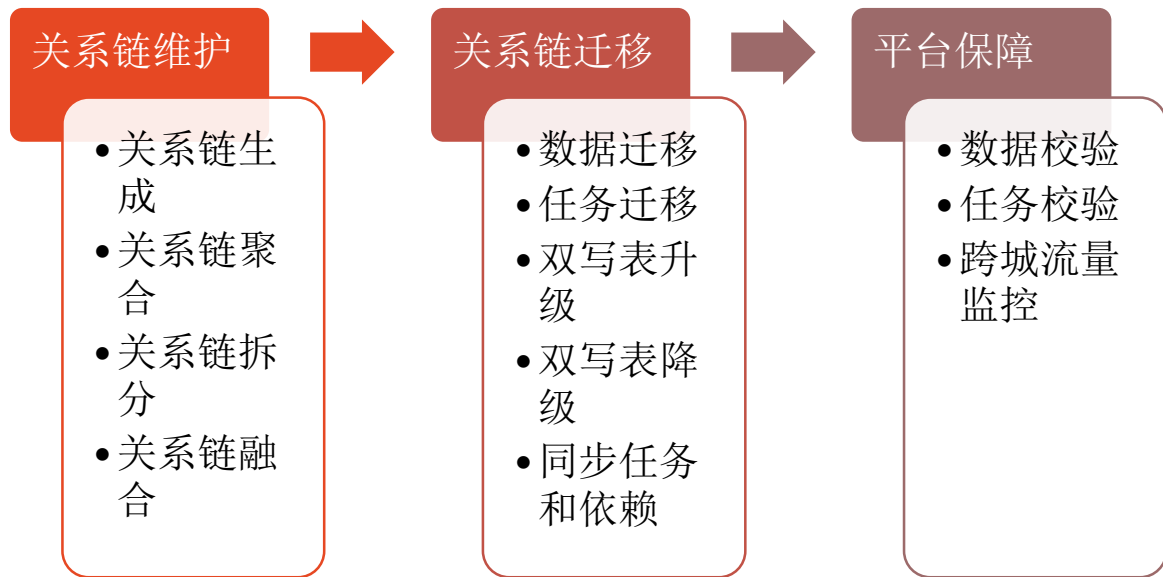 关系链维护
•关系链生
成
•关系链聚
合
•关系链拆
分
•关系链融
合
关系链迁移
•数据迁移
•任务迁移
•双写表升
级
•双写表降
级
•同步任务
和依赖
平台保障
•数据校验
•任务校验
•跨城流量
监控